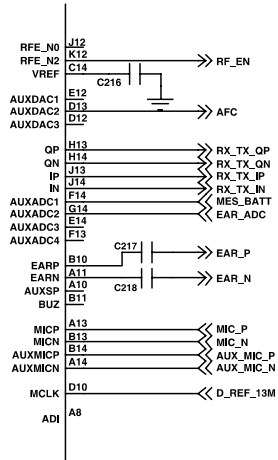 RFE_N0 J12
RFE_N2 K12 RF_EN
VREF C14
C216
AUXDAC1 E12
AUXDAC2 D13 AFC
AUXDAC3 D12
QP H13 RX_TX_QP
QN H14 RX_TX_QN
IP J13 RX_TX_IP
IN J14 RX_TX_IN
AUXADC1 F14 MES_BATT
AUXADC2 G14 EAR_ADC
AUXADC3 E14
AUXADC4 F13
C217
EARP B10 EAR_P
EARN A11 EAR_N
C218
AUXSP A10
BUZ B11
MICP A13 MIC_P
MICN B13 MIC_N
AUXMICP B14 AUX_MIC_P
AUXMICN A14 AUX_MIC_N
MCLK D10 D_REF_13M
ADI A8